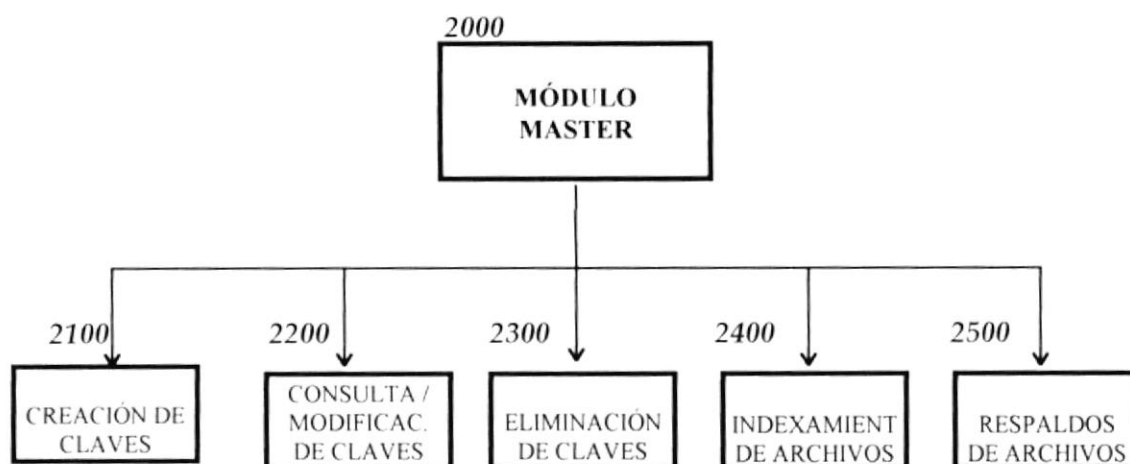 2000
MÓDULO
MASTER
2100
2200
2300
2400
2500
CREACIÓN DE
CLAVES
CONSULTA /
MODIFICAC.
DE CLAVES
ELIMINACIÓN
DE CLAVES
INDEXAMIENT
DE ARCHIVOS
RESPALDOS
DE ARCHIVOS